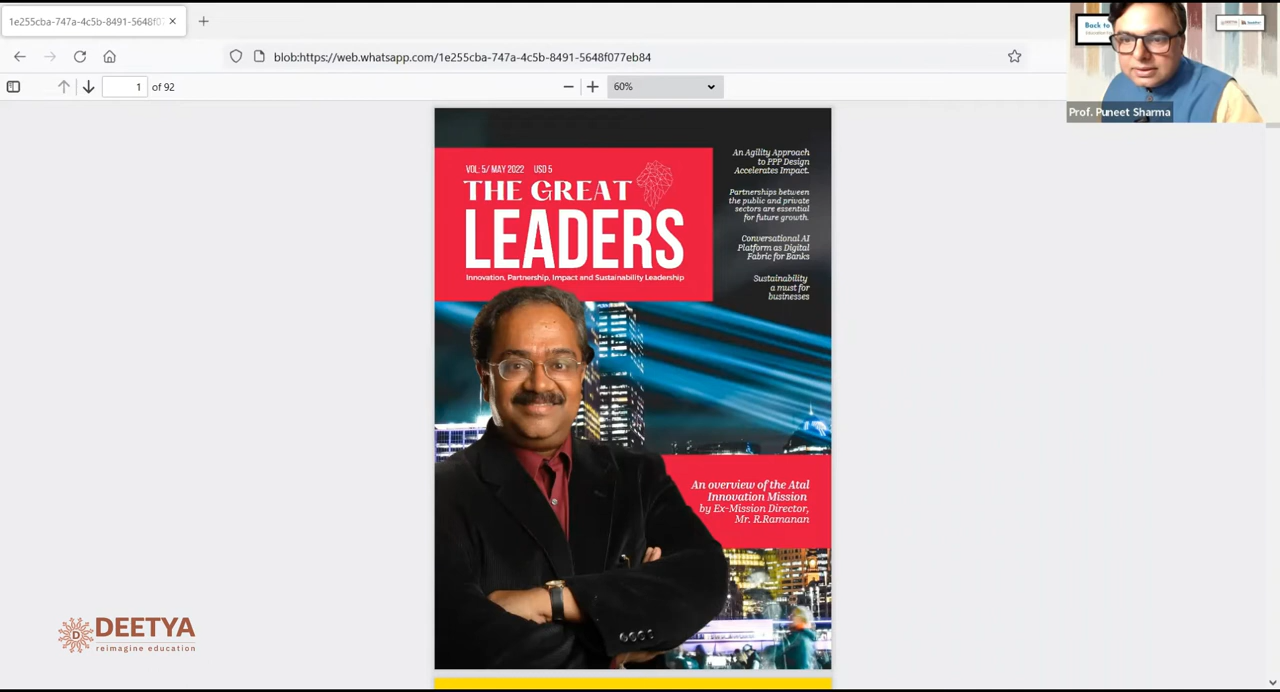 1e255cba-747a-4c5b-8491-5648f0
blob:https://web.whatsapp.com/1e255cba-747a-4c5b-8491-5648f077eb84
1 of 92
60%
Back to
Prof. Puneet Sharma
VOL: 5/ MAY 2022 USD 5
THE GREAT
LEADERS
Innovation, Partnership, Impact and Sustainability Leadership
An Agility Approach
to PPP Design
Accelerates Impact.
Partnerships between
the public and private
sectors are essential
for future growth.
Conversational AI
Platform as Digital
Fabric for Banks
Sustainability
a must for
businesses
An overview of the Atal
Innovation Mission
by Ex-Mission Director,
Mr. R.Ramanan
D
DEETYA
reimagine education